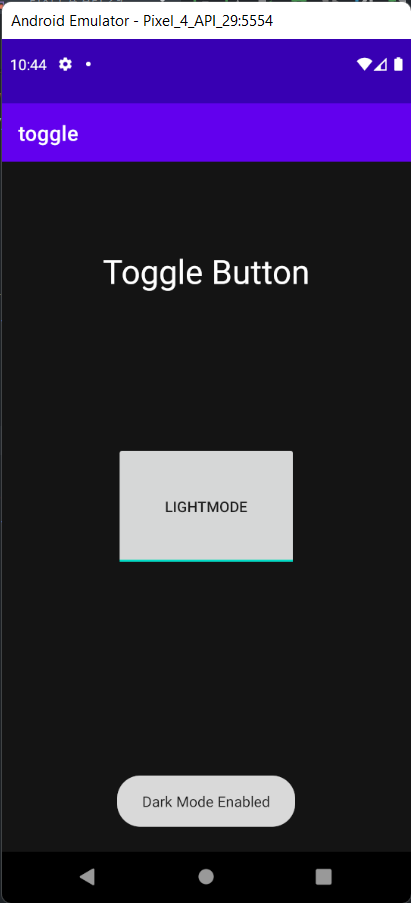 Android Emulator - Pixel_4_API_29:5554
10:44
toggle
Toggle Button
LIGHTMODE
Dark Mode Enabled